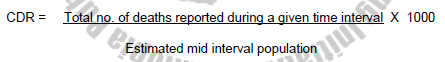 CDR = Total no. of deaths reported during a given time interval X 1000
Estimated mid interval population